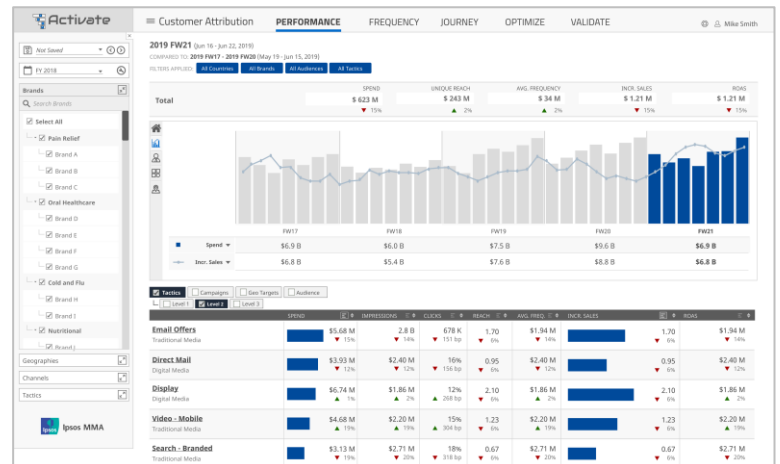 Activate
Customer Attribution PERFORMANCE FREQUENCY JOURNEY OPTIMIZE VALIDATE Mike Smith
Not Saved
FY 2018
Brands
Search Brands
Select All
Pain Relief
Brand A
Brand B
Brand C
Oral Healthcare
Brand D
Brand E
Brand F
Brand G
Cold and Flu
Brand H
Brand I
Nutritional
Brand J
Geographies
Channels
Tactics
Ipsos Ipsos MMA
2019 FW21 (Jun 16 - Jun 22, 2019)
COMPARED TO: 2019 FW17 - 2019 FW20 (May 19 - Jun 15, 2019)
FILTERS APPLIED: All Countries All Brands All Audiences All Tactics
SPEND UNIQUE REACH AVG. FREQUENCY INCR. SALES ROAS
Total $ 623 M $ 243 M $ 34 M $ 1.21 M $ 1.21 M
▼ 15% ▲ 2% ▲ 2% ▼ 15% ▼ 15%
FW17 FW18 FW19 FW20 FW21
Spend $6.9 B $6.0 B $7.5 B $9.6 B $6.9 B
Incr. Sales $6.8 B $5.4 B $7.6 B $8.8 B $6.8 B
Tactics Campaigns Geo Targets Audience
Level 1 Level 2 Level 3
SPEND IMPRESSIONS CLICKS REACH AVG. FREQ. INCR. SALES ROAS
Email Offers $5.68 M 2.8 B 678 K 1.70 $1.94 M 1.70 $1.94 M
Traditional Media ▼ 15% ▼ 14% ▼ 151 bp ▼ 6% ▼ 14% ▼ 6% ▼ 14%
Direct Mail $3.93 M $2.40 M 16% 0.95 $2.40 M 0.95 $2.40 M
Digital Media ▼ 12% ▼ 12% ▼ 156 bp ▼ 6% ▼ 12% ▼ 6% ▼ 12%
Display $6,74 M $1.86 M 12% 2.10 $1.86 M 2.10 $1.86 M
Digital Media ▲ 1% ▲ 2% ▲ 268 bp ▼ 6% ▲ 2% ▼ 6% ▲ 2%
Video - Mobile $4.68 M $2.20 M 15% 1.23 $2.20 M 1.23 $2.20 M
Traditional Media ▲ 19% ▲ 19% ▲ 304 bp ▼ 6% ▲ 19% ▼ 6% ▲ 19%
Search - Branded $3.13 M $2.71 M 18% 0.67 $2.71 M 0.67 $2.71 M
Traditional Media ▼ 19% ▼ 20% ▼ 318 bp ▼ 6% ▼ 20% ▼ 6% ▼ 20%